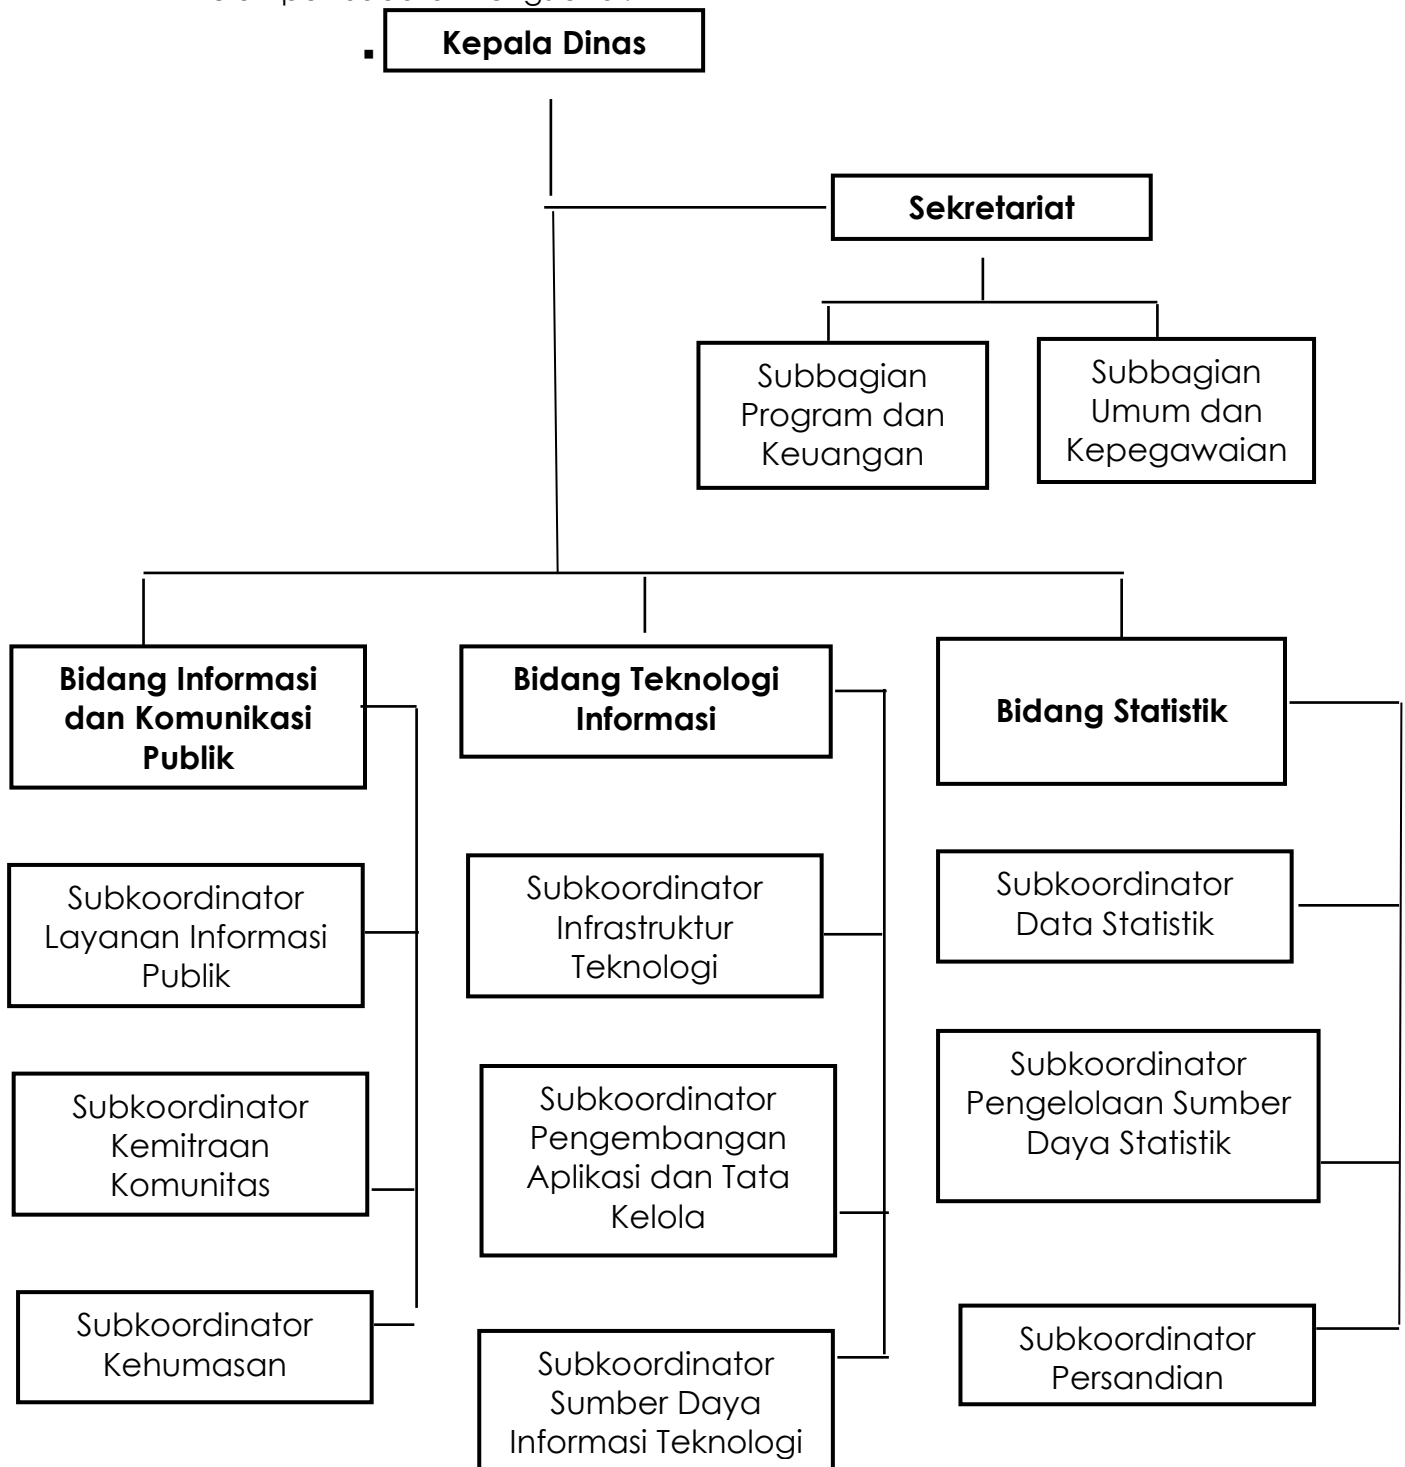 Kepala Dinas
Sekretariat
Subbagian
Program dan
Keuangan
Subbagian
Umum dan
Kepegawaian
Bidang Informasi
dan Komunikasi
Publik
Bidang Teknologi
Informasi
Bidang Statistik
Subkoordinator
Layanan Informasi
Publik
Subkoordinator
Infrastruktur
Teknologi
Subkoordinator
Data Statistik
Subkoordinator
Kemitraan
Komunitas
Subkoordinator
Pengembangan
Aplikasi dan Tata
Kelola
Subkoordinator
Pengelolaan Sumber
Daya Statistik
Subkoordinator
Kehumasan
Subkoordinator
Sumber Daya
Informasi Teknologi
Subkoordinator
Persandian